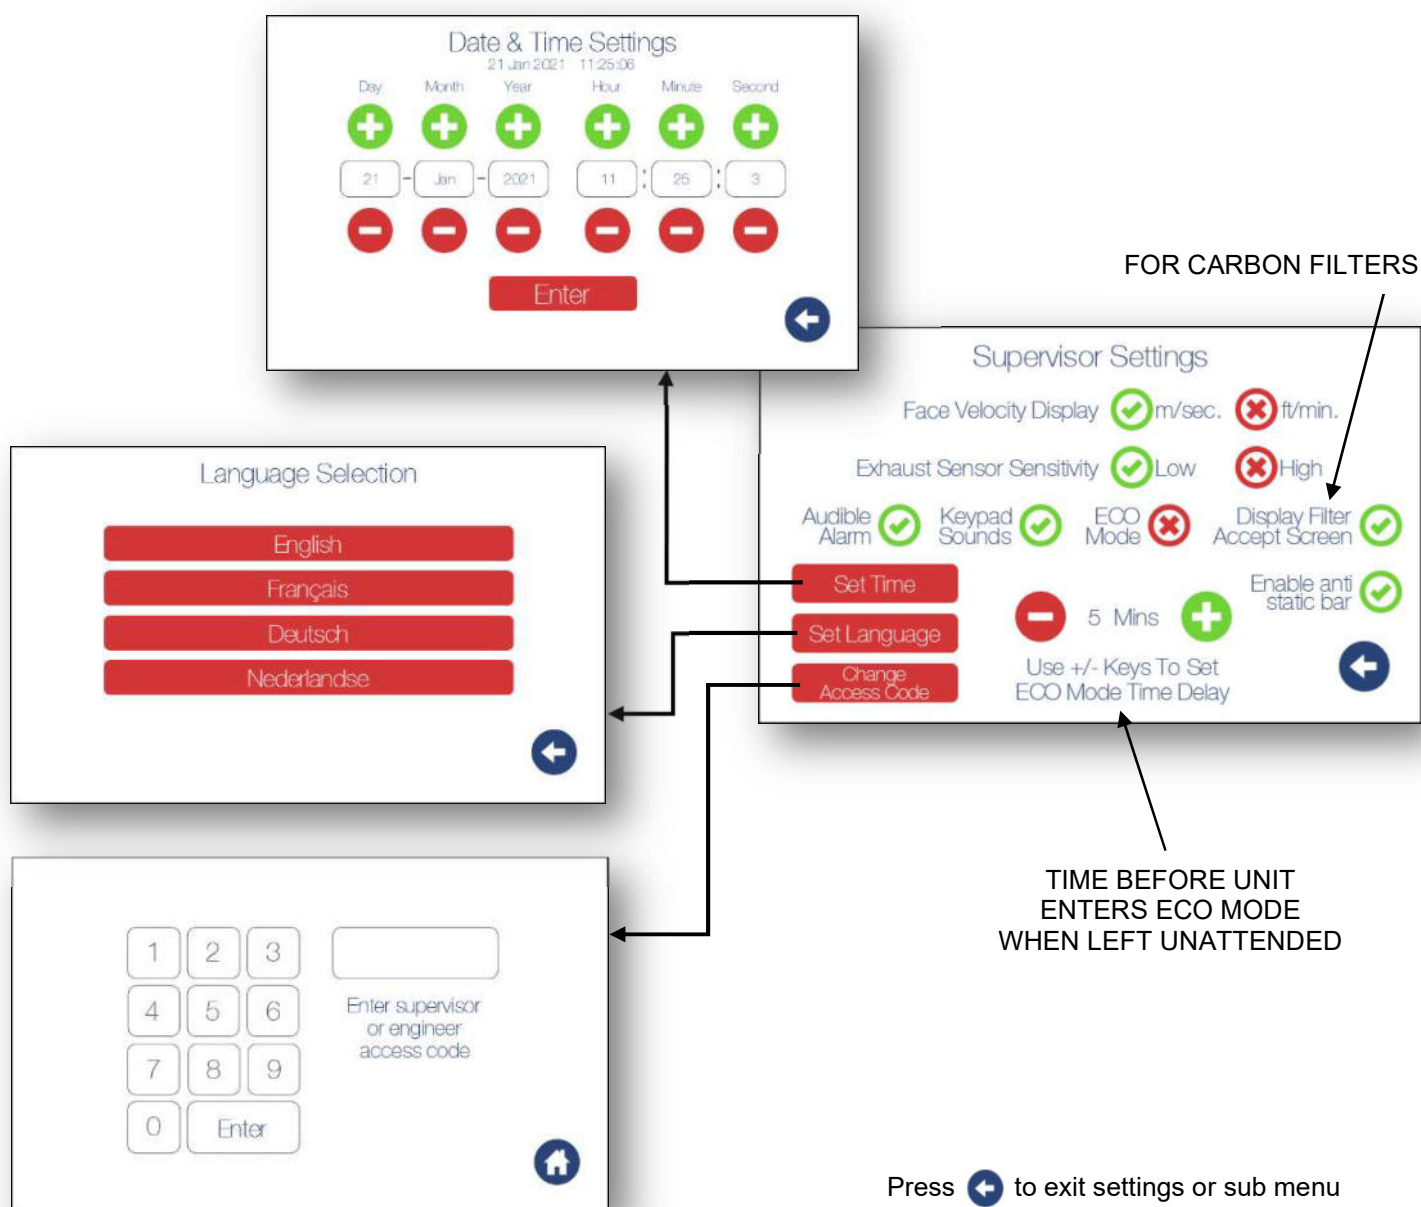 Date & Time Settings
21 Jan 2021 11:25:06
Day Month Year Hour Minute Second
21 - Jan - 2021 11 : 25 : 3
Enter
FOR CARBON FILTERS
Supervisor Settings
Face Velocity Display m/sec. ft/min.
Exhaust Sensor Sensitivity Low High
Audible
Alarm
Keypad
Sounds
ECO
Mode
Display Filter
Accept Screen
Set Time
Set Language
Change
Access Code
5 Mins
Enable anti
static bar
Use +/- Keys To Set
ECO Mode Time Delay
Language Selection
English
Français
Deutsch
Nederlandse
TIME BEFORE UNIT
ENTERS ECO MODE
WHEN LEFT UNATTENDED
1 2 3
4 5 6
7 8 9
0 Enter
Enter supervisor
or engineer
access code
Press to exit settings or sub menu